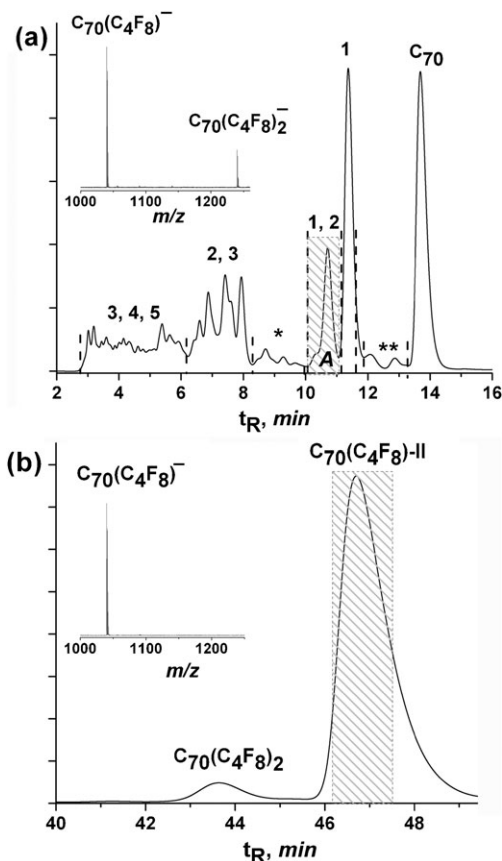 (a)
C₇₀(C₄F₈)⁻
C₇₀(C₄F₈)₂⁻
1000 1100 1200
m/z
1
C₇₀
1, 2
2, 3
3, 4, 5
*
A
**
2 4 6 8 10 12 14 16
tR, min
(b)
C₇₀(C₄F₈)-II
C₇₀(C₄F₈)⁻
1000 1100 1200
m/z
C₇₀(C₄F₈)₂
40 42 44 46 48
tR, min